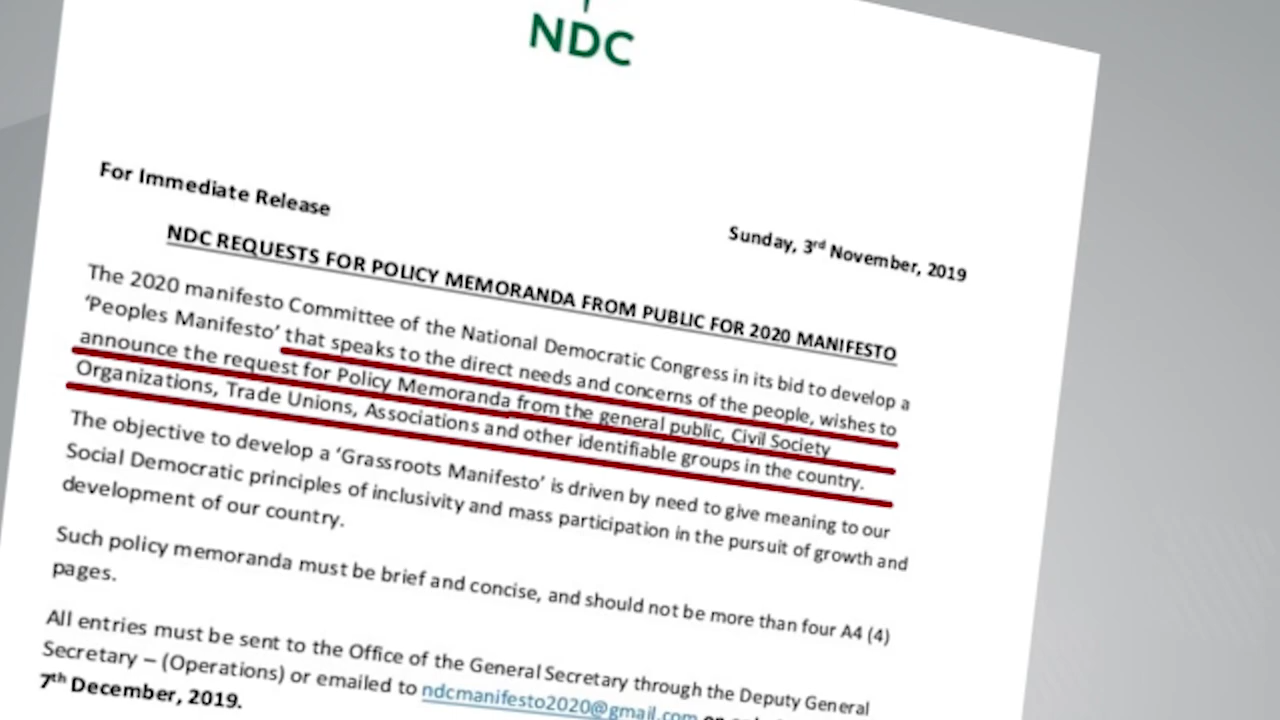 NDC
For Immediate Release
Sunday, 3rd November, 2019
NDC REQUESTS FOR POLICY MEMORANDA FROM PUBLIC FOR 2020 MANIFESTO
The 2020 manifesto Committee of the National Democratic Congress in its bid to develop a
‘Peoples Manifesto’ that speaks to the direct needs and concerns of the people, wishes to
announce the request for Policy Memoranda from the general public, Civil Society
Organizations, Trade Unions, Associations and other identifiable groups in the country.
The objective to develop a ‘Grassroots Manifesto’ is driven by need to give meaning to our
Social Democratic principles of inclusivity and mass participation in the pursuit of growth and
development of our country.
Such policy memoranda must be brief and concise, and should not be more than four A4 (4)
pages.
All entries must be sent to the Office of the General Secretary through the Deputy General
Secretary – (Operations) or emailed to ndcmanifesto2020@gmail.com
7th December, 2019.